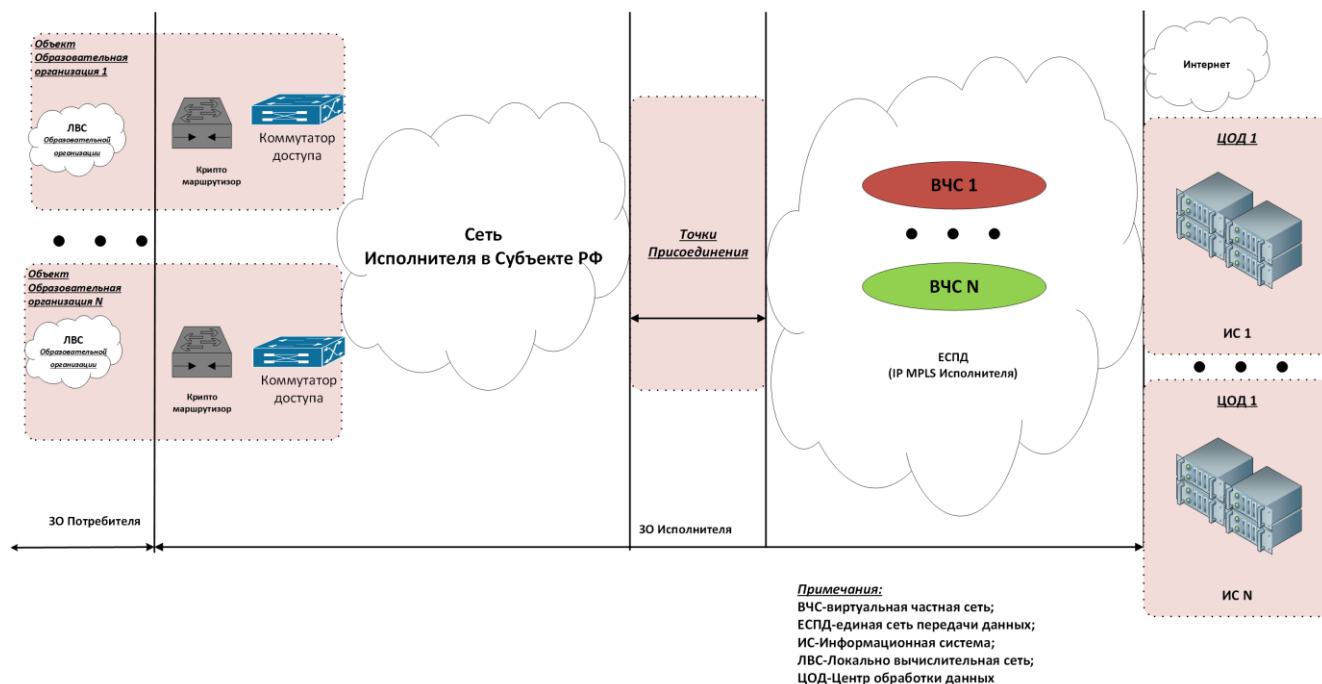 Объект
Образовательная
организация 1
ЛВС
Образовательной
организации
Крипто
маршрутизор
Коммутатор
доступа
Объект
Образовательная
организация N
ЛВС
Образовательной
организации
Крипто
маршрутизор
Коммутатор
доступа
Сеть
Исполнителя в Субъекте РФ
Точки
Присоединения
ВЧС 1
ВЧС N
ЕСПД
(IP MPLS Исполнителя)
Интернет
ЦОД 1
ИС 1
ЦОД 1
ИС N
ЗО Потребителя
ЗО Исполнителя
Примечания:
ВЧС-виртуальная частная сеть;
ЕСПД-единая сеть передачи данных;
ИС-Информационная система;
ЛВС-Локально вычислительная сеть;
ЦОД-Центр обработки данных